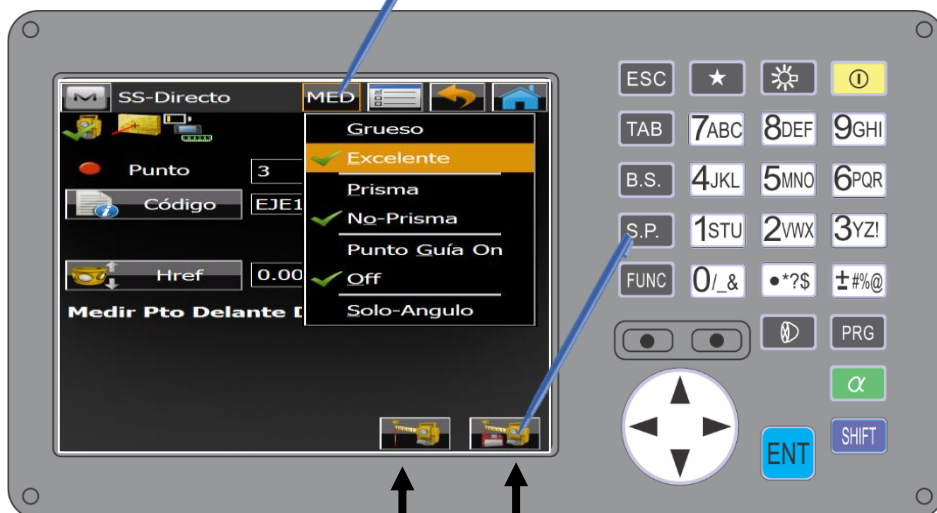 SS-Directo MED
Grueso
Excelente
Prisma
No-Prisma
Punto Guía On
Off
Solo-Angulo
Punto 3
Código EJE1
Href 0.00
Medir Pto Delante
ESC ★
TAB 7ABC 8DEF 9GHI
B.S. 4JKL 5MNO 6PQR
S.P. 1STU 2VWX 3YZ!
FUNC 0/_& •*?$ ±#%@
PRG
α
ENT SHIFT